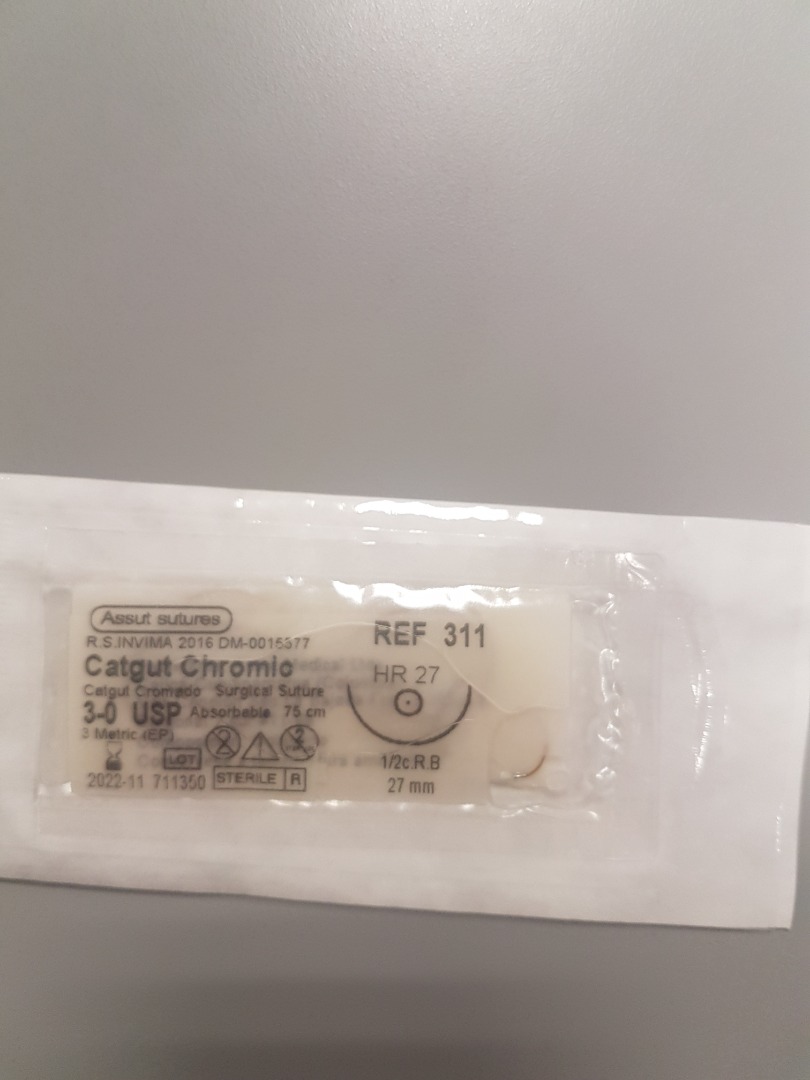 Assut sutures
R.S.INVIMA 2016 DM-0015377
Catgut Chromic
Catgut Cromado Surgical Suture
3-0 USP Absorbable 75 cm
3 Metric (EP)
LOT
2022-11 711350 STERILE R
REF 311
HR 27
1/2c.R.B
27 mm